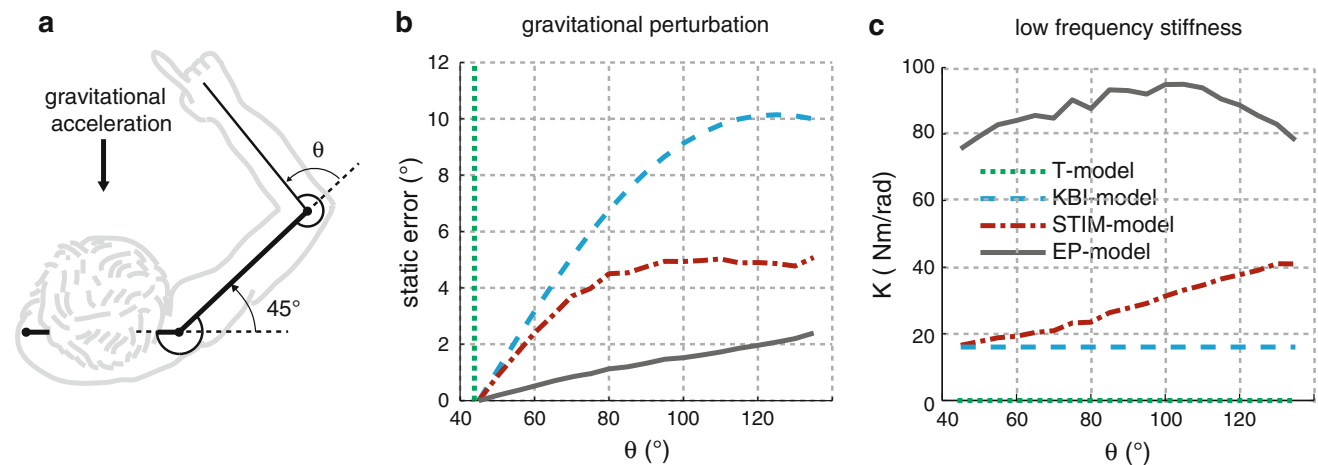 a
gravitational
acceleration
θ
45°
b
gravitational perturbation
12
10
8
6
4
2
0
static error (°)
40
60
80
100
120
θ (°)
c
low frequency stiffness
100
80
60
40
20
0
K ( Nm/rad)
T-model
KBI-model
STIM-model
EP-model
40
60
80
100
120
θ (°)